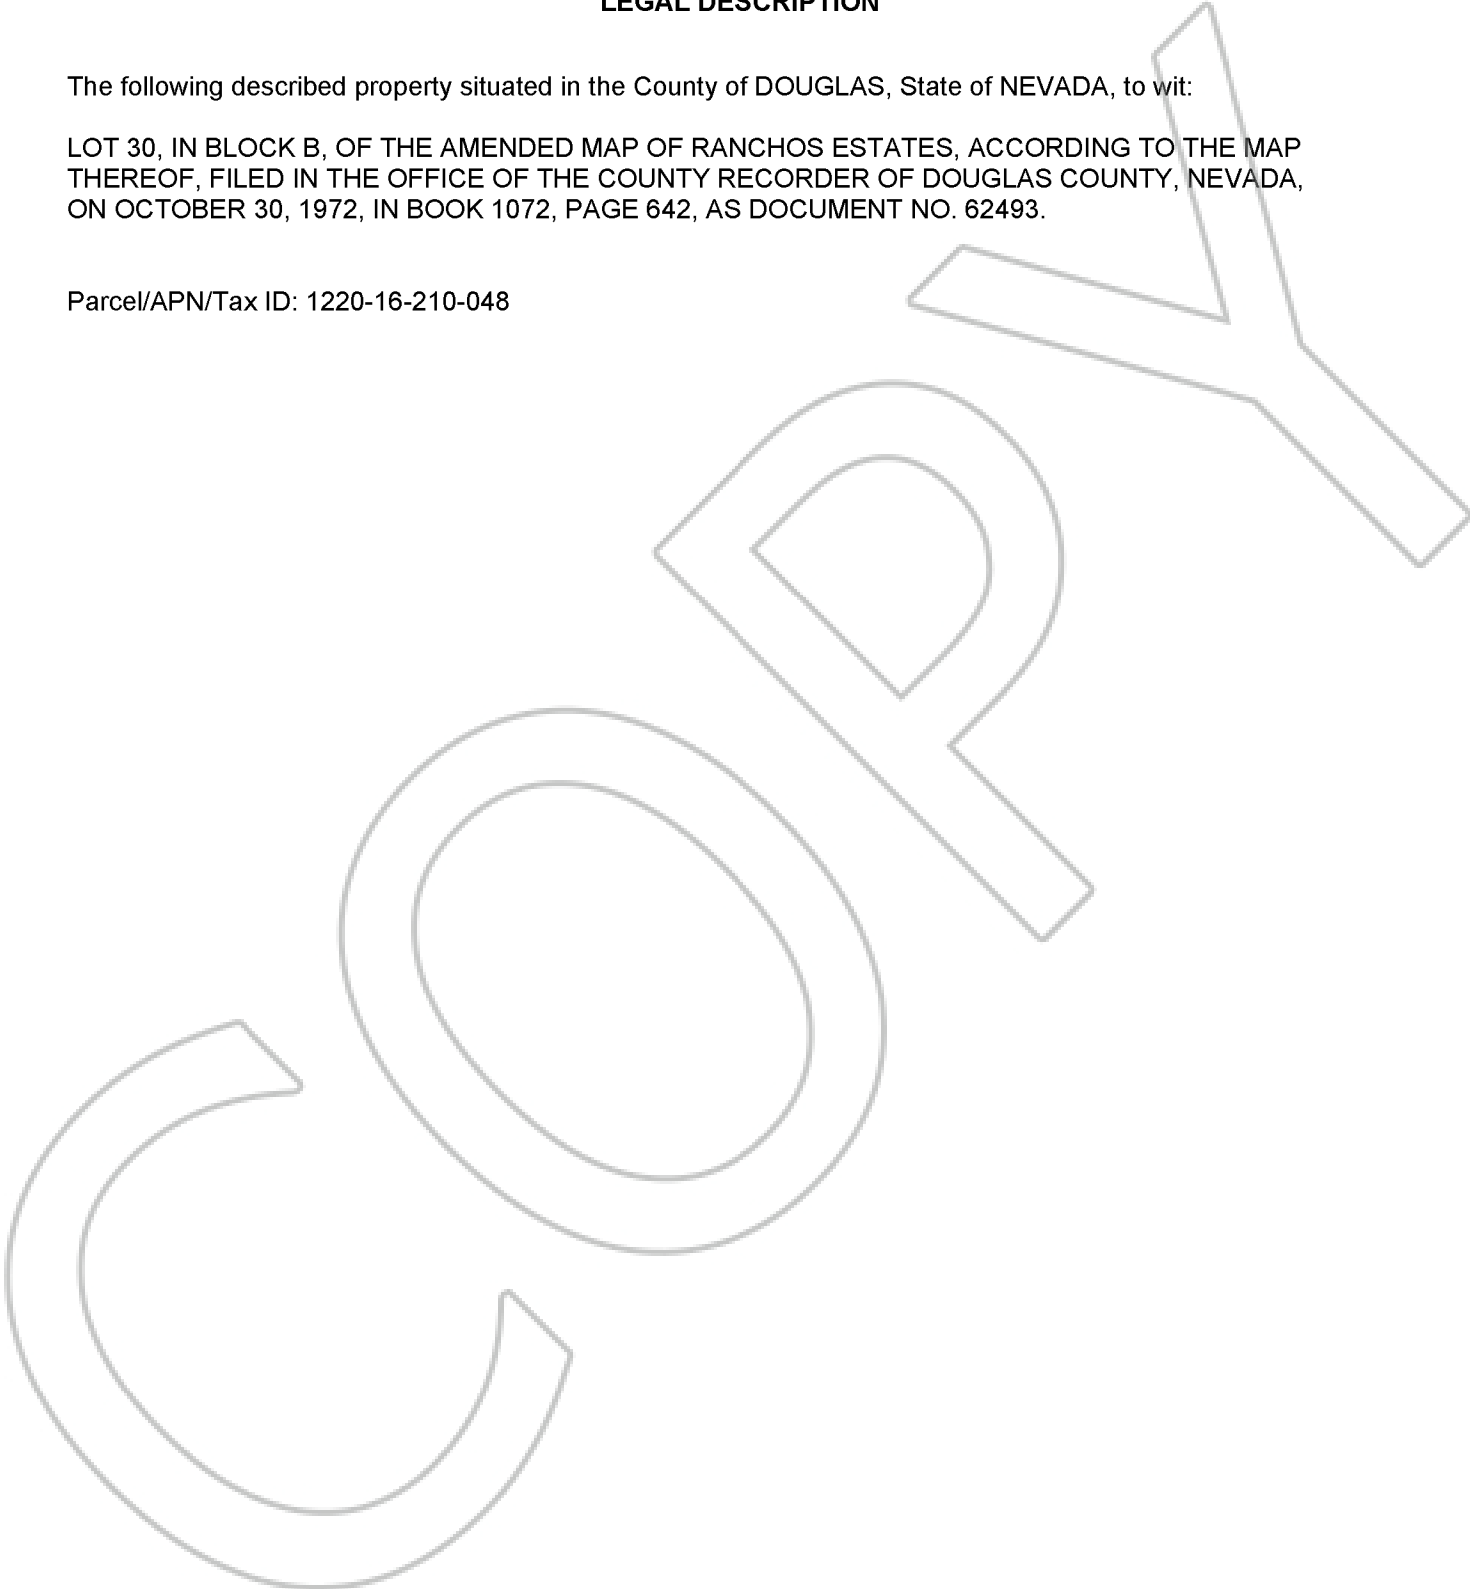 LEGAL DESCRIPTION
The following described property situated in the County of DOUGLAS, State of NEVADA, to wit:
LOT 30, IN BLOCK B, OF THE AMENDED MAP OF RANCHOS ESTATES, ACCORDING TO THE MAP
THEREOF, FILED IN THE OFFICE OF THE COUNTY RECORDER OF DOUGLAS COUNTY, NEVADA,
ON OCTOBER 30, 1972, IN BOOK 1072, PAGE 642, AS DOCUMENT NO. 62493.
Parcel/APN/Tax ID: 1220-16-210-048
COPY